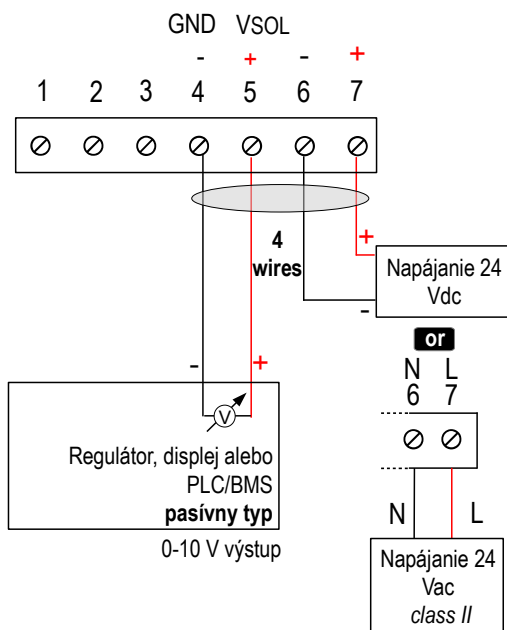 GND VSOL
- + - +
1 2 3 4 5 6 7
4
wires
+
Napájanie 24
Vdc
-
or
N L
6 7
- +
V
Regulátor, displej alebo
PLC/BMS
pasívny typ
0-10 V výstup
N L
Napájanie 24
Vac
class II